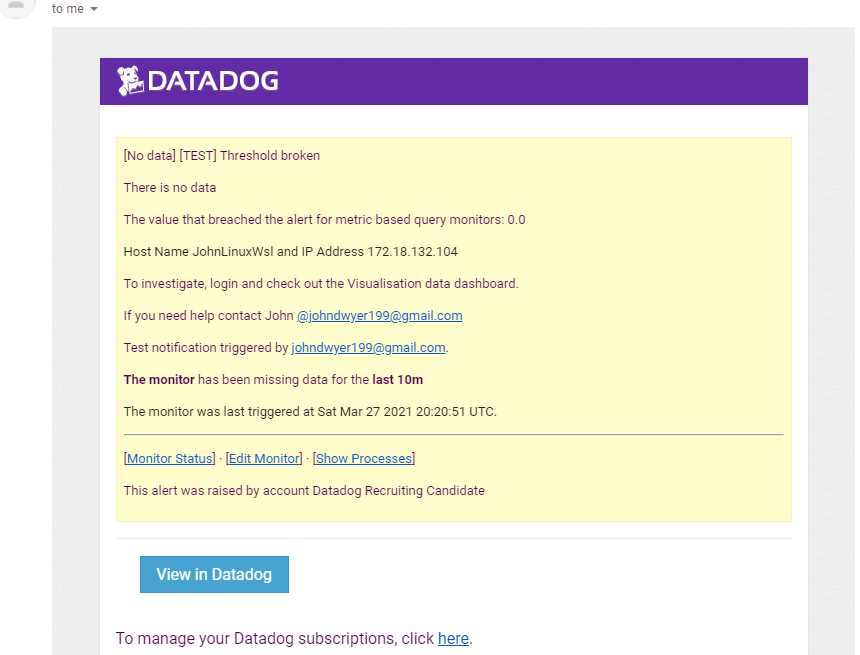 to me
DATADOG
[No data] [TEST] Threshold broken
There is no data
The value that breached the alert for metric based query monitors: 0.0
Host Name JohnLinuxWsl and IP Address 172.18.132.104
To investigate, login and check out the Visualisation data dashboard.
If you need help contact John @johndwyer199@gmail.com
Test notification triggered by johndwyer199@gmail.com.
The monitor has been missing data for the last 10m
The monitor was last triggered at Sat Mar 27 2021 20:20:51 UTC.
[Monitor Status] · [Edit Monitor] · [Show Processes]
This alert was raised by account Datadog Recruiting Candidate
View in Datadog
To manage your Datadog subscriptions, click here.